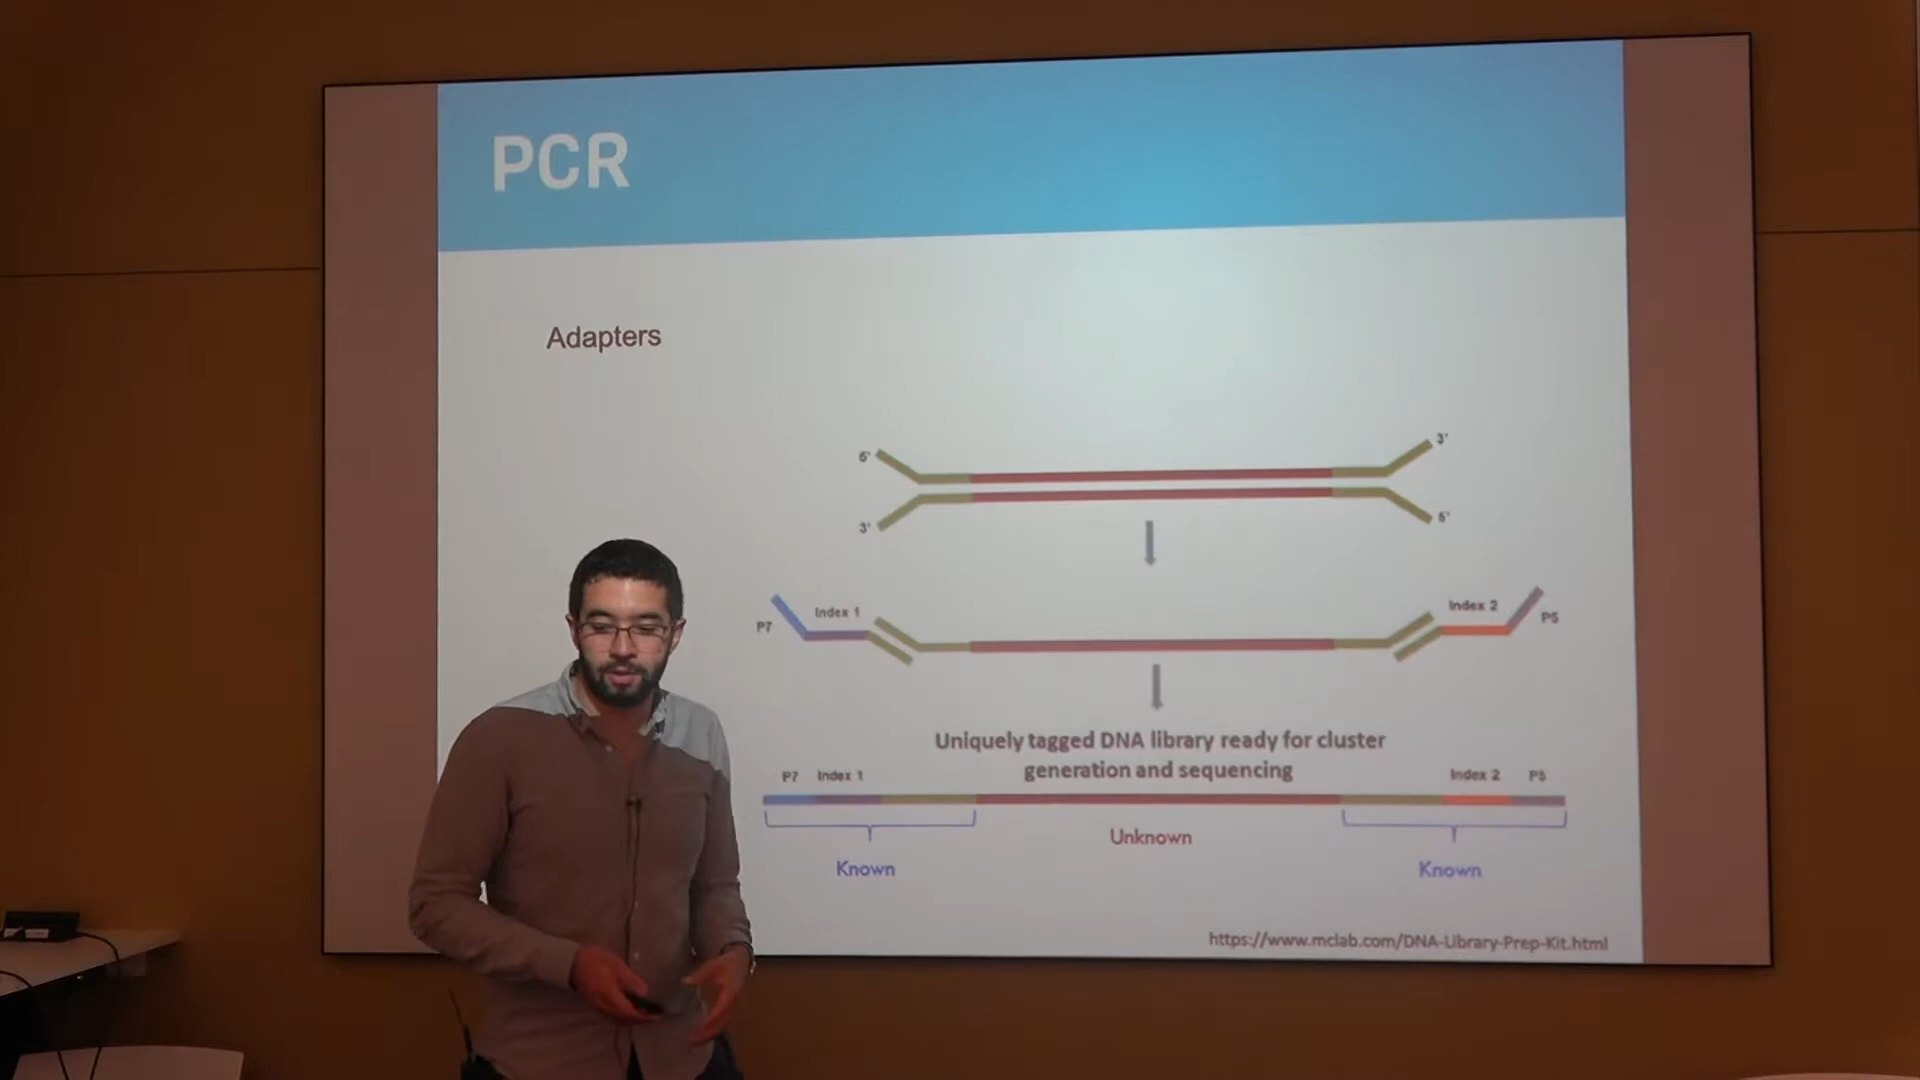 PCR
Adapters
5' 3'
3' 5'
P7 Index 1 Index 2 P5
Uniquely tagged DNA library ready for cluster
generation and sequencing
P7 Index 1 Index 2 P5
Unknown
Known Known
https://www.mclab.com/DNA-Library-Prep-Kit.html